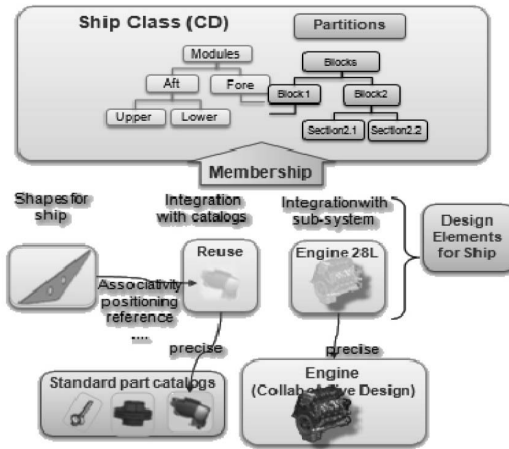 Ship Class (CD)
Partitions
Modules
Aft
Fore
Upper
Lower
Blocks
Block1
Block2
Section2.1
Section2.2
Membership
Shapes for
ship
Integration
with catalogs
Integration with
sub-system
Design
Elements
for Ship
Reuse
Engine 28L
Associativity
positioning
reference
....
precise
precise
Standard part catalogs
Engine
(Collaborative Design)